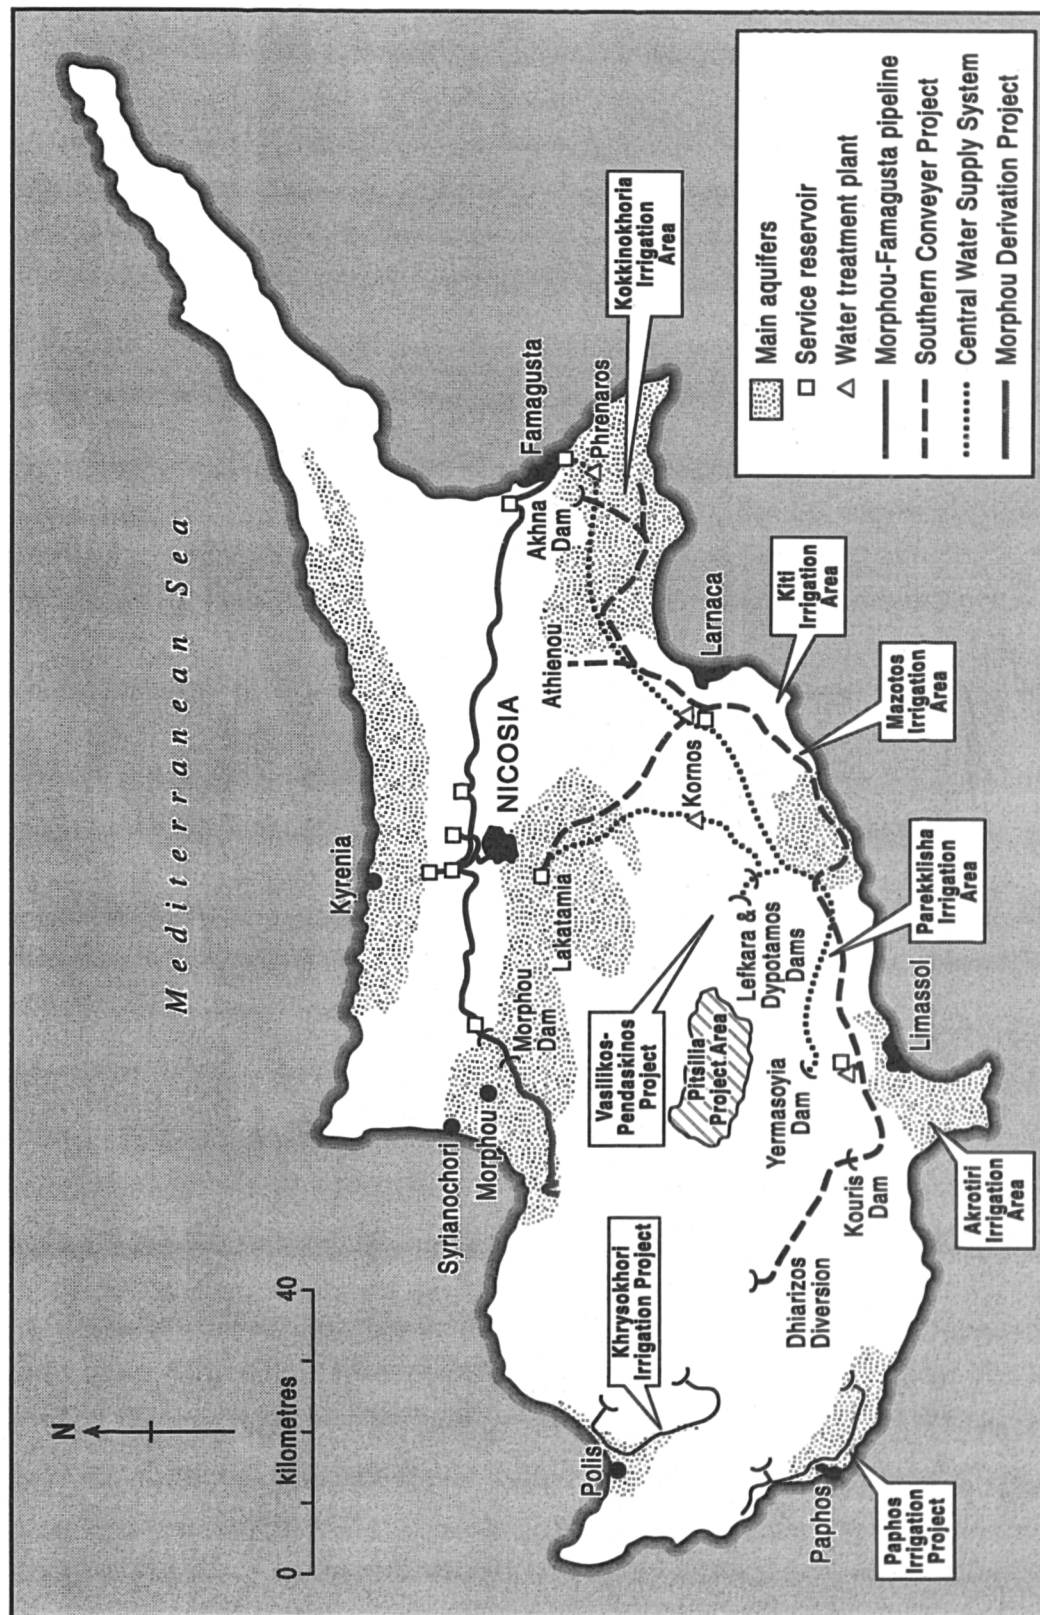 N
kilometres
0
40
Mediterranean Sea
Kyrenia
Syrianochori
Morphou
Morphou
Dam
NICOSIA
Lakatamia
Athienou
Famagusta
Akhna
Dam
Phrenaros
Kokkinokhoria
Irrigation
Area
Polis
Khrysokhori
Irrigation Project
Vasilikos-
Pendaskinos
Project
Pitsilia
Project Area
Kornos
Larnaca
Lefkara &
Dypotamos
Dams
Kiti
Irrigation
Area
Mazotos
Irrigation
Area
Parekklisha
Irrigation
Area
Yermasoyia
Dam
Kouris
Dam
Dhiarizos
Diversion
Limassol
Akrotiri
Irrigation
Area
Paphos
Paphos
Irrigation
Project
Main aquifers
Service reservoir
Water treatment plant
Morphou-Famagusta pipeline
Southern Conveyer Project
Central Water Supply System
Morphou Derivation Project